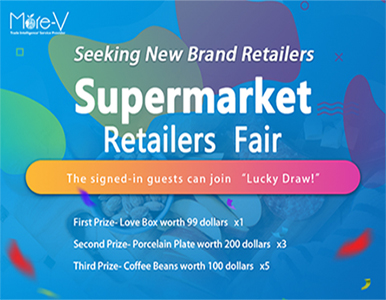 More-V
Trade Intelligence Service Provider
Seeking New Brand Retailers
Supermarket
Retailers Fair
The signed-in guests can join “Lucky Draw!”
First Prize- Love Box worth 99 dollars x1
Second Prize- Porcelain Plate worth 200 dollars x3
Third Prize- Coffee Beans worth 100 dollars x5